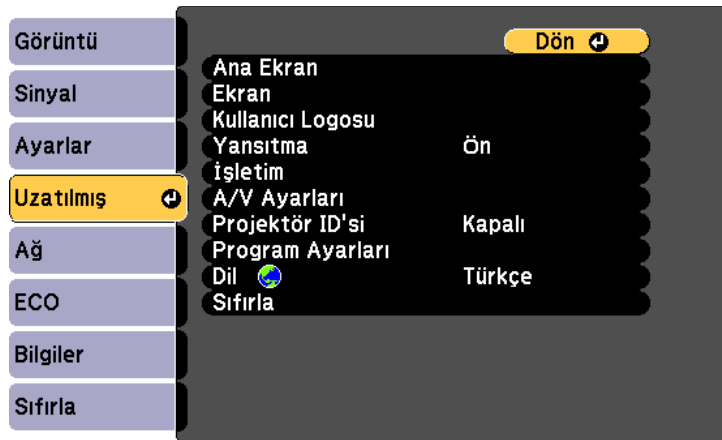 Görüntü
Sinyal
Ayarlar
Uzatılmış
Ağ
ECO
Bilgiler
Sıfırla
Dön
Ana Ekran
Ekran
Kullanıcı Logosu
Yansıtma Ön
İşletim
A/V Ayarları
Projektör ID'si Kapalı
Program Ayarları
Dil Türkçe
Sıfırla